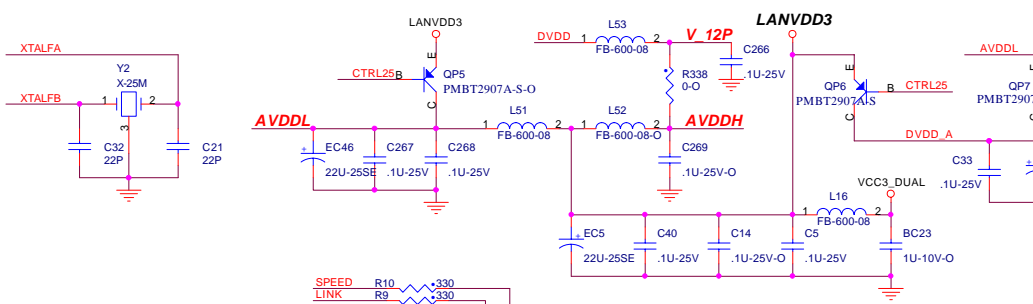 XTALFA
Y2
X-25M
XTALFB
1
2
3
C32
22P
C21
22P
LANVDD3
E
CTRL25
B
QP5
PMBT2907A-S-O
C
AVDDL
EC46
22U-25SE
C267
.1U-25V
C268
.1U-25V
1
L51
2
FB-600-08
DVDD
1
L53
2
FB-600-08
V_12P
C266
.1U-25V
R338
0-O
L52
1
2
FB-600-08-O
AVDDH
C269
.1U-25V-O
LANVDD3
E
QP6
PMBT2907A-S
B
CTRL25
C
DVDD_A
C33
.1U-25V
+
AVDDL
QP7
PMBT2907
VCC3_DUAL
L16
1
2
FB-600-08
EC5
22U-25SE
C40
.1U-25V
C14
.1U-25V-O
C5
.1U-25V
BC23
1U-10V-O
SPEED
R10
330
LINK
R9
330